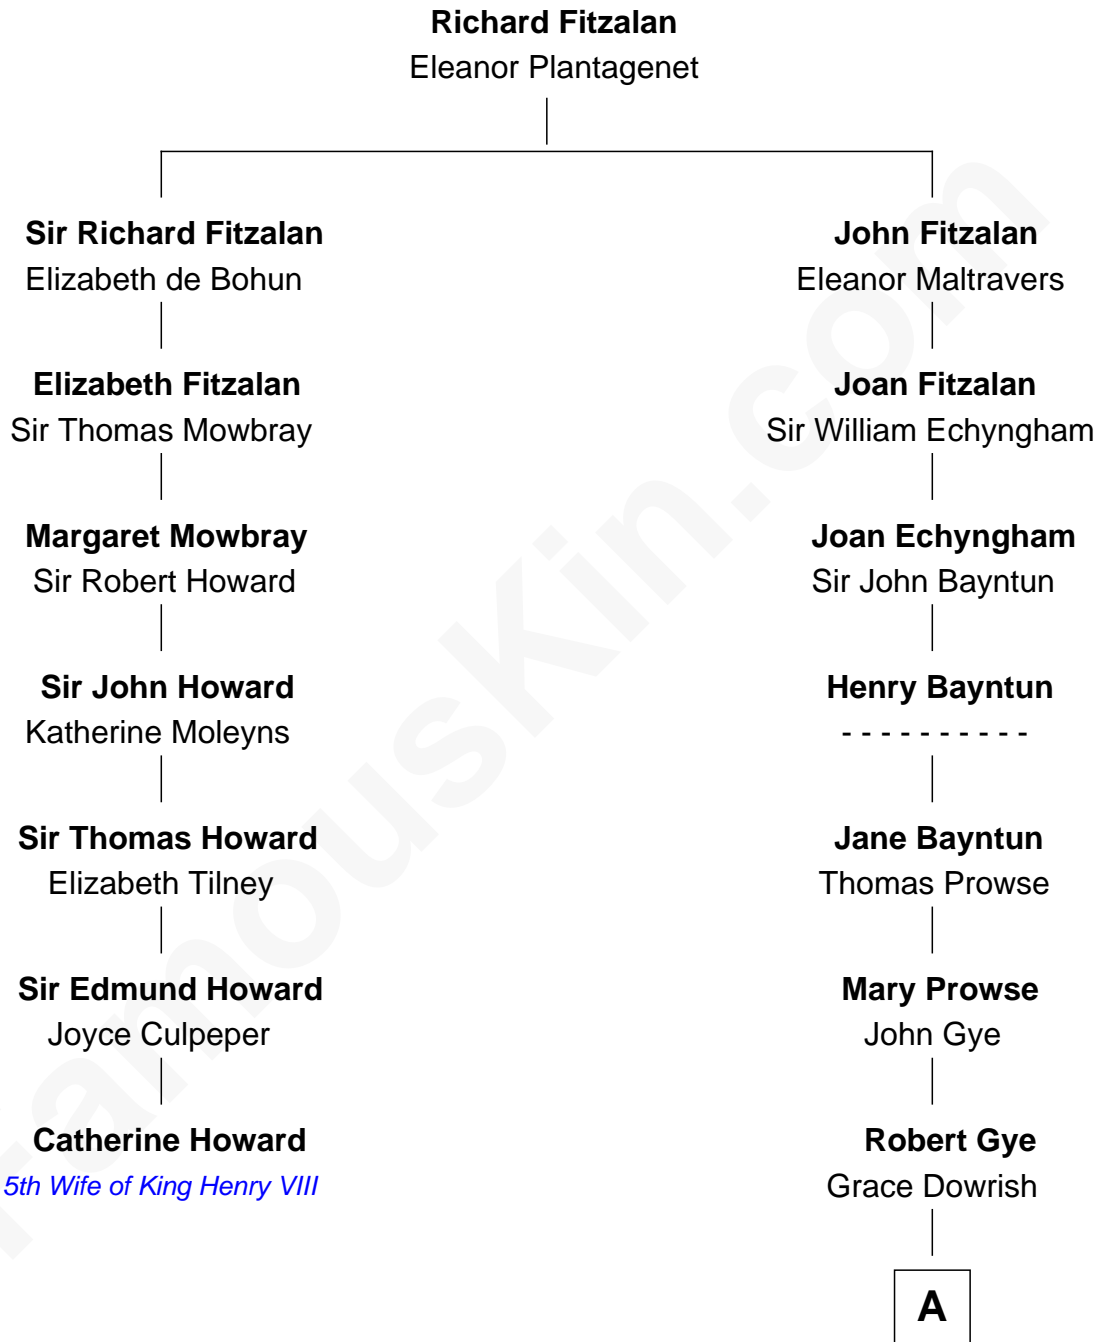 Richard Fitzalan
Eleanor Plantagenet
Sir Richard Fitzalan
Elizabeth de Bohun
John Fitzalan
Eleanor Maltravers
Elizabeth Fitzalan
Sir Thomas Mowbray
Joan Fitzalan
Sir William Echyngham
Margaret Mowbray
Sir Robert Howard
Joan Echyngham
Sir John Bayntun
Sir John Howard
Katherine Moleyns
Henry Bayntun
- - - - - - - - - -
Sir Thomas Howard
Elizabeth Tilney
Jane Bayntun
Thomas Prowse
Sir Edmund Howard
Joyce Culpeper
Mary Prowse
John Gye
Catherine Howard
5th Wife of King Henry VIII
Robert Gye
Grace Dowrish
A
FamousKin.com